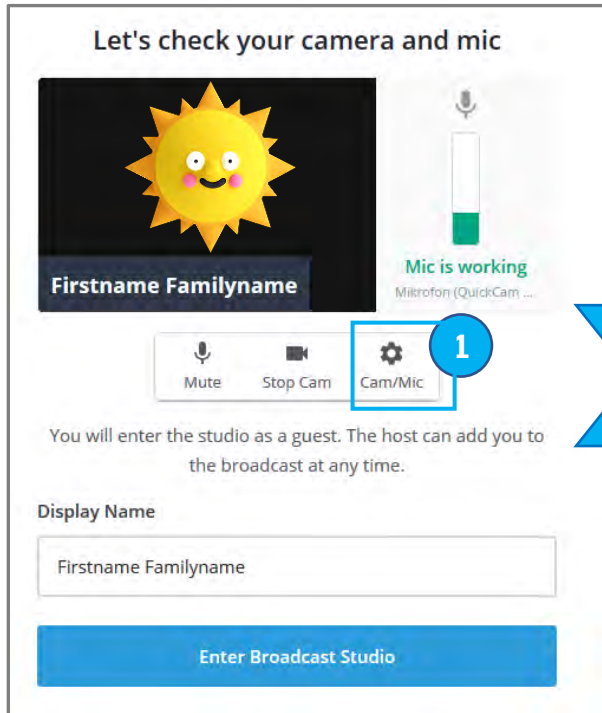 Let's check your camera and mic
Firstname Familyname
Mic is working
Mikrofon (QuickCam ...
1
Mute
Stop Cam
Cam/Mic
You will enter the studio as a guest. The host can add you to
the broadcast at any time.
Display Name
Firstname Familyname
Enter Broadcast Studio